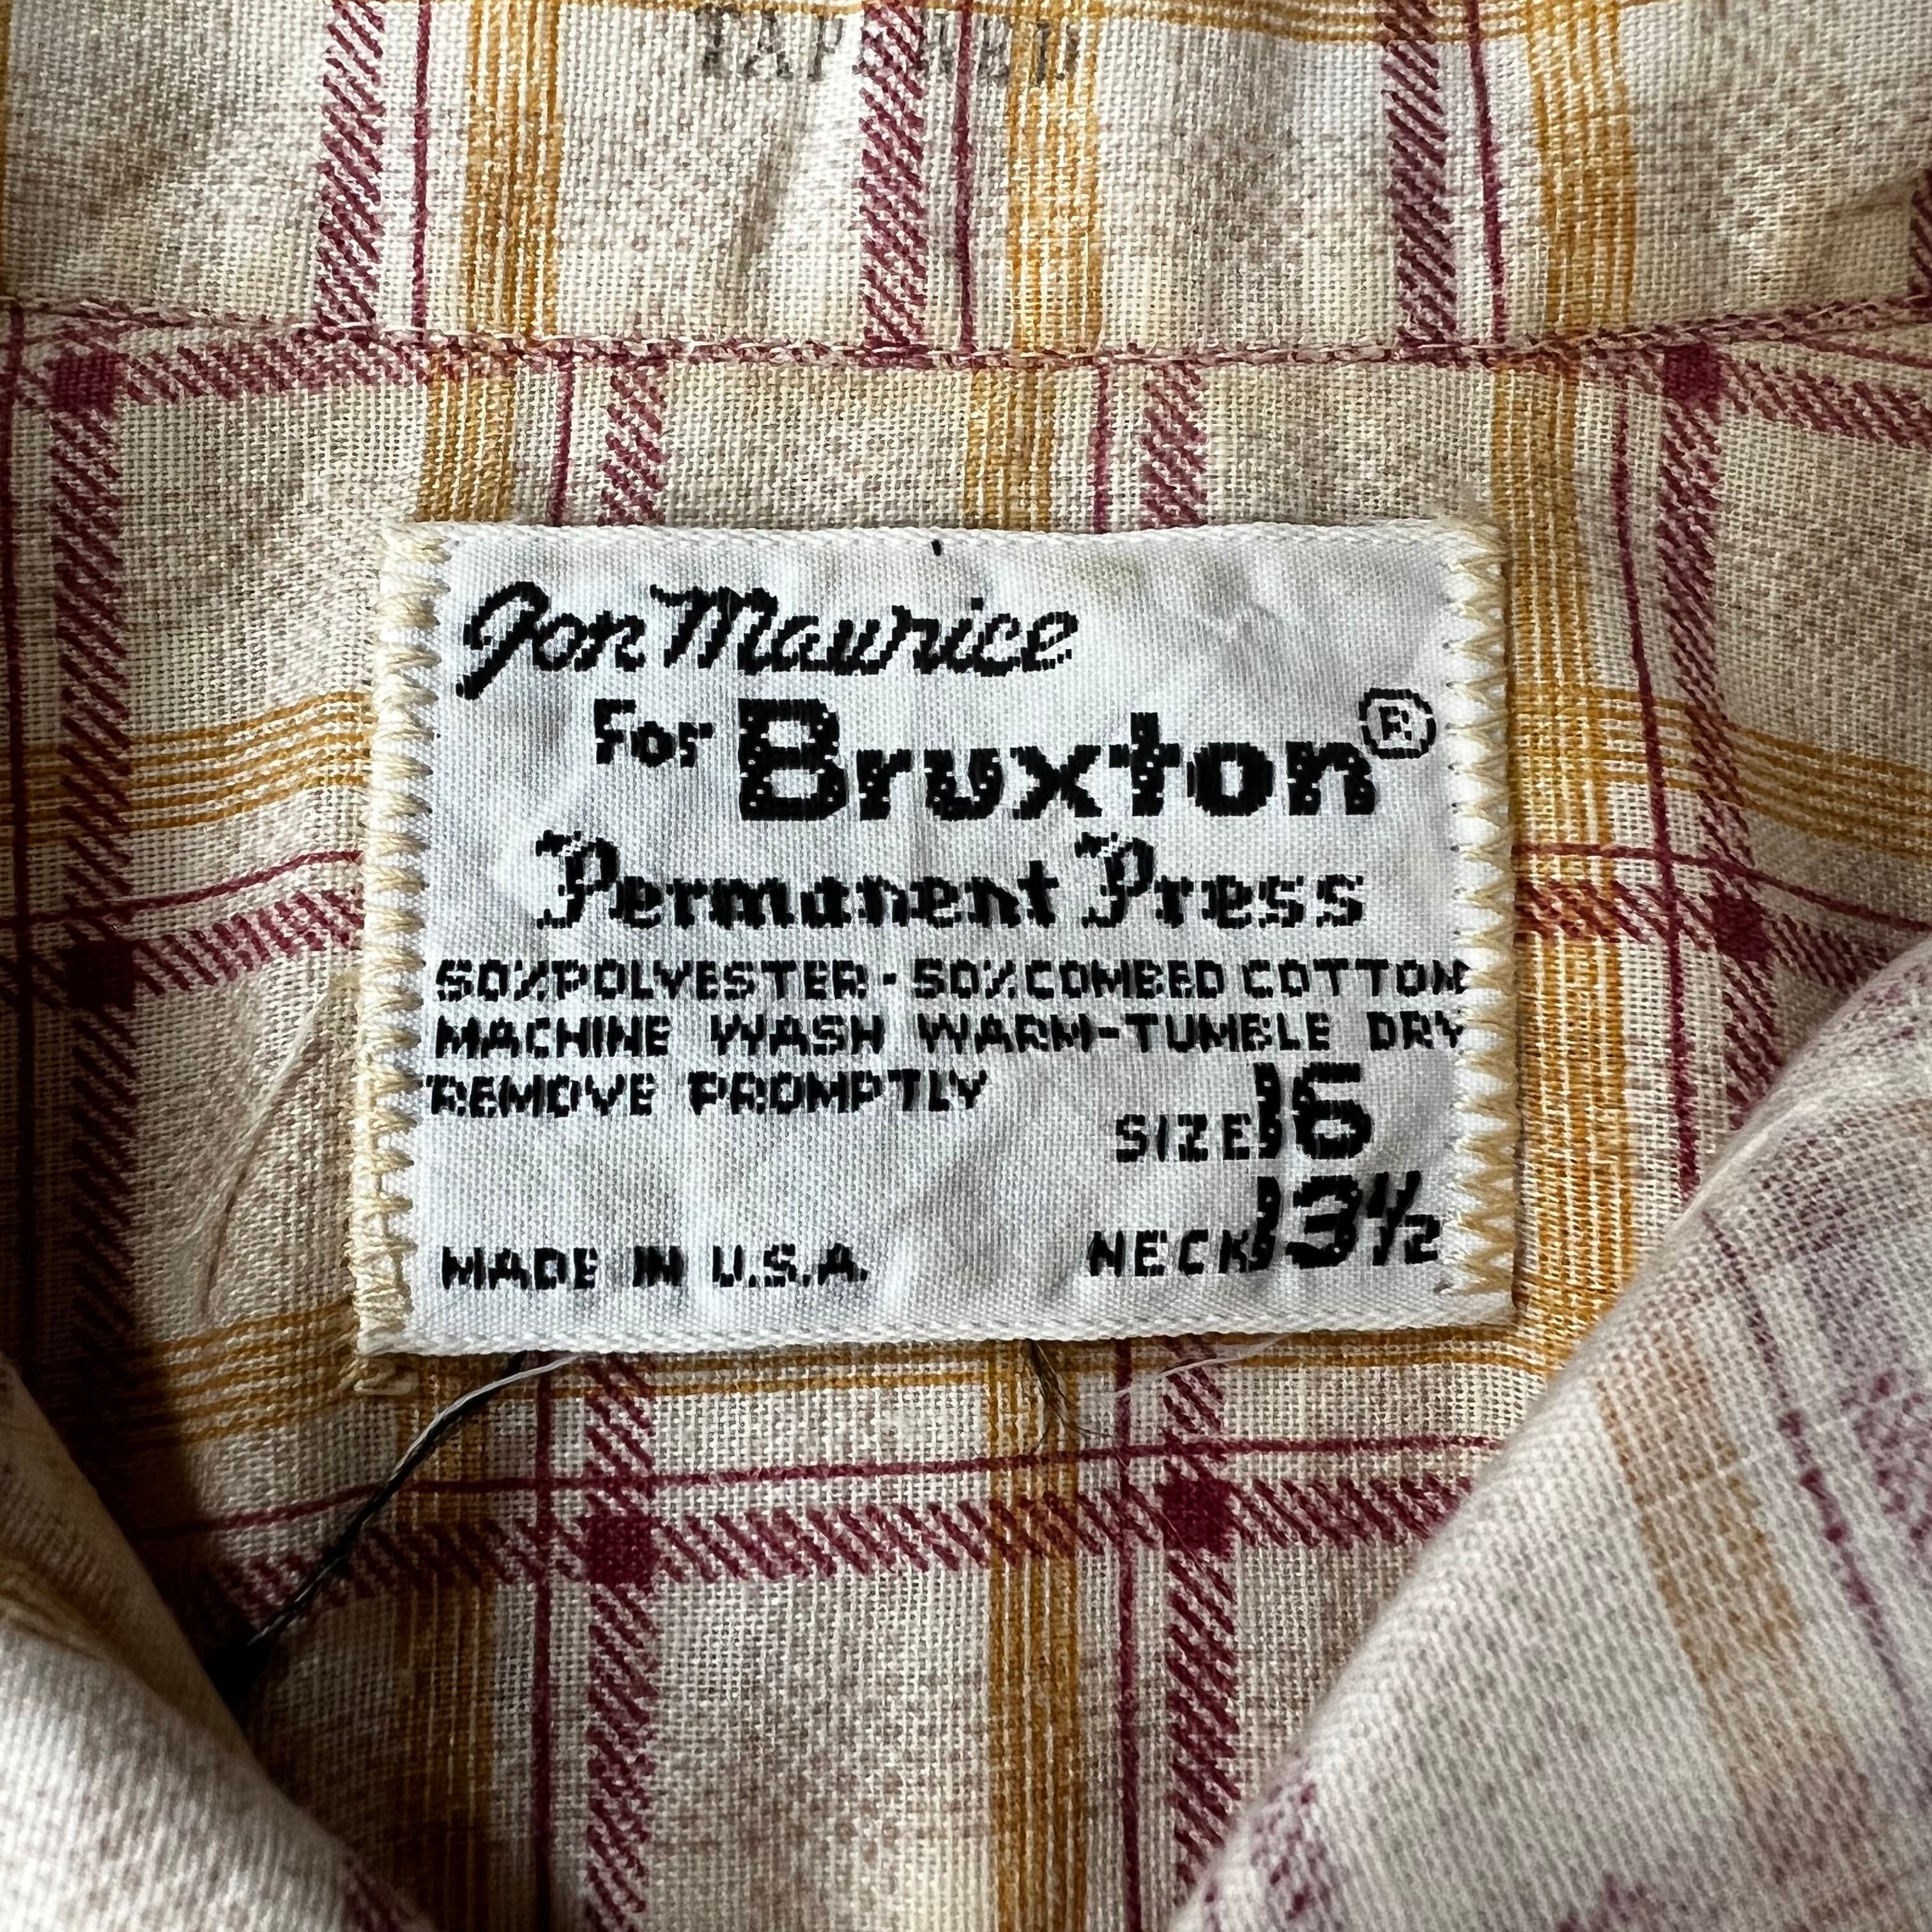 TAPERED
Jon Maurice
For Bruxton®
Permanent Press
50% POLYESTER - 50% COMBED COTTON
MACHINE WASH WARM-TUMBLE DRY
REMOVE PROMPTLY
SIZE 16
MADE IN U.S.A. NECK 13½